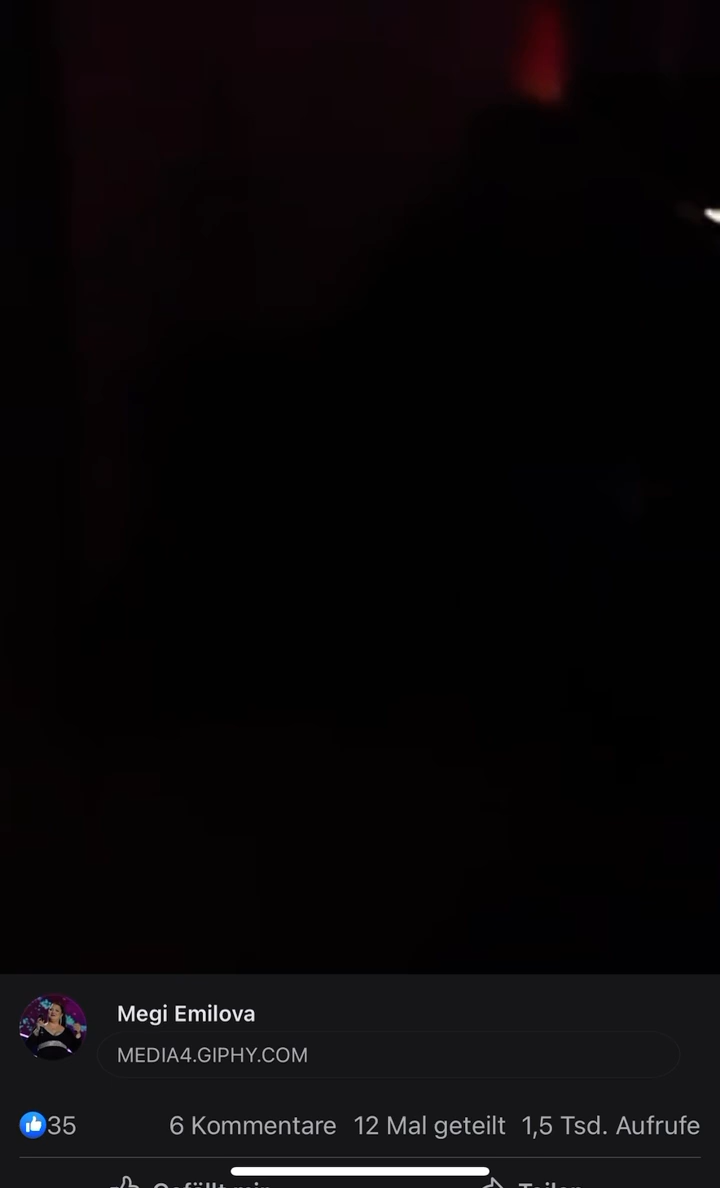 Megi Emilova
MEDIA4.GIPHY.COM
35 6 Kommentare 12 Mal geteilt 1,5 Tsd. Aufrufe